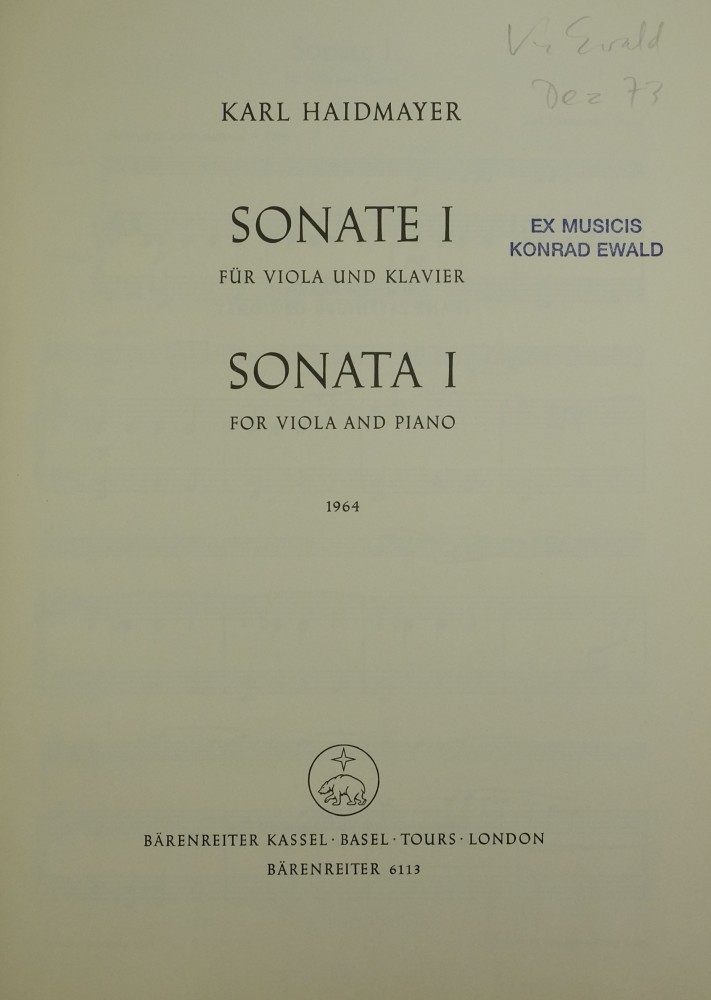 Ewald
Dez 73
KARL HAIDMAYER
SONATE I
FÜR VIOLA UND KLAVIER
EX MUSICIS
KONRAD EWALD
SONATA I
FOR VIOLA AND PIANO
1964
BÄRENREITER KASSEL · BASEL · TOURS · LONDON
BÄRENREITER 6113